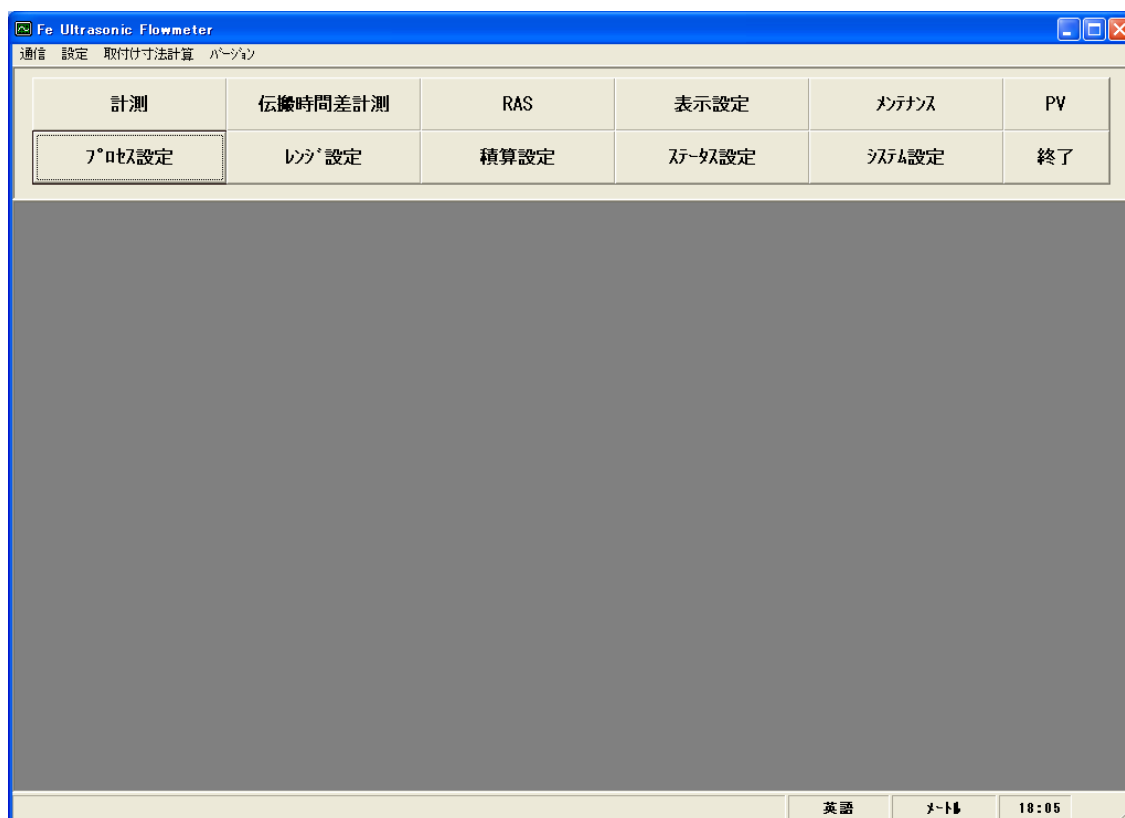 Fe Ultrasonic Flowmeter
通信 設定 取付け寸法計算 ﾊﾞｰｼﾞｮﾝ
計測 伝搬時間差計測 RAS 表示設定 ﾒﾝﾃﾅﾝｽ PV
ﾌﾟﾛｾｽ設定 ﾚﾝｼﾞ設定 積算設定 ｽﾃｰﾀｽ設定 ｼｽﾃﾑ設定 終了
英語 ﾒｰﾄﾙ 18:05